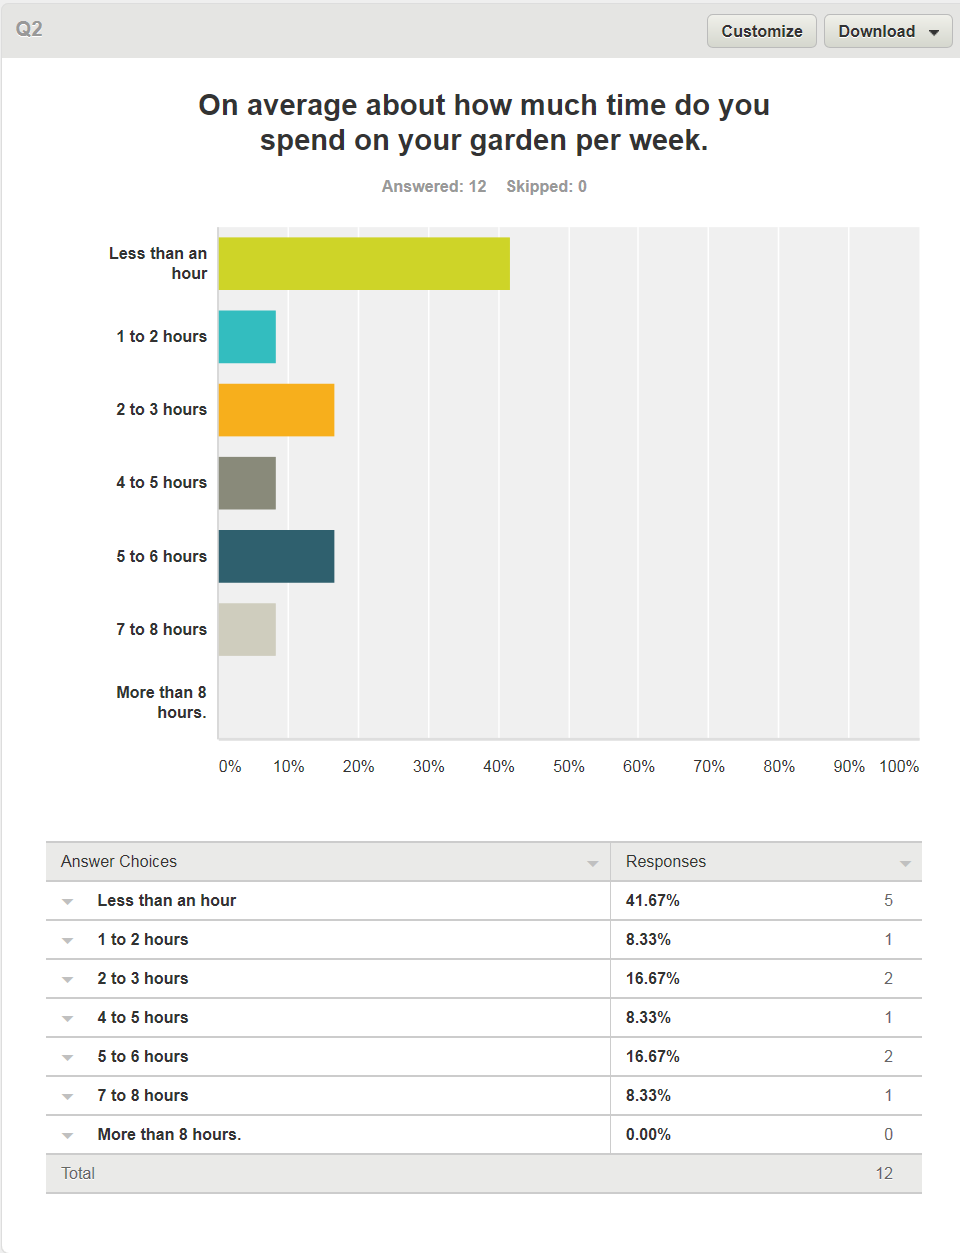 Q2
Customize
Download
On average about how much time do you
spend on your garden per week.
Answered: 12 Skipped: 0
Less than an
hour
1 to 2 hours
2 to 3 hours
4 to 5 hours
5 to 6 hours
7 to 8 hours
More than 8
hours.
0% 10% 20% 30% 40% 50% 60% 70% 80% 90% 100%
Answer Choices Responses
Less than an hour 41.67% 5
1 to 2 hours 8.33% 1
2 to 3 hours 16.67% 2
4 to 5 hours 8.33% 1
5 to 6 hours 16.67% 2
7 to 8 hours 8.33% 1
More than 8 hours. 0.00% 0
Total 12